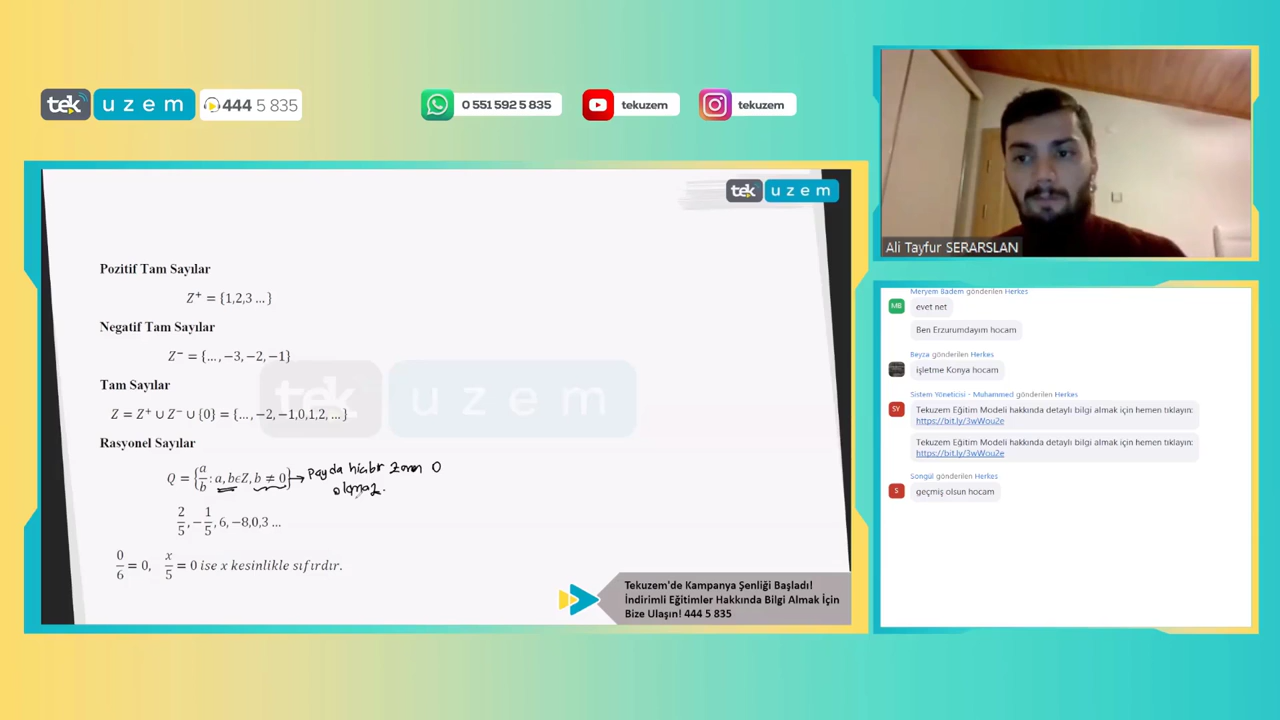 tek uzem 444 5 835
0 551 592 5 835
tekuzem
tekuzem
tek uzem
Pozitif Tam Sayılar
Z⁺ = {1,2,3 ...}
Negatif Tam Sayılar
Z⁻ = {..., −3, −2, −1}
Tam Sayılar
Z = Z⁺ ∪ Z⁻ ∪ {0} = {..., −2, −1,0,1,2, ...}
Rasyonel Sayılar
Q = {a/b : a, bϵZ, b ≠ 0} → Payda hiçbir zaman 0
olamaz.
2/5, −1/5, 6, −8,0,3 ...
0/6 = 0, x/5 = 0 ise x kesinlikle sıfırdır.
tek uzem
Tekuzem'de Kampanya Şenliği Başladı!
İndirimli Eğitimler Hakkında Bilgi Almak İçin
Bize Ulaşın! 444 5 835
Ali Tayfur SERARSLAN
Meryem Badem gönderilen Herkes
MB
evet net
Ben Erzurumdayım hocam
Beyza gönderilen Herkes
işletme Konya hocam
Sistem Yöneticisi - Muhammed gönderilen Herkes
SY
Tekuzem Eğitim Modeli hakkında detaylı bilgi almak için hemen tıklayın:
https://bit.ly/3wWou2e
Tekuzem Eğitim Modeli hakkında detaylı bilgi almak için hemen tıklayın:
https://bit.ly/3wWou2e
Songül gönderilen Herkes
S
geçmiş olsun hocam